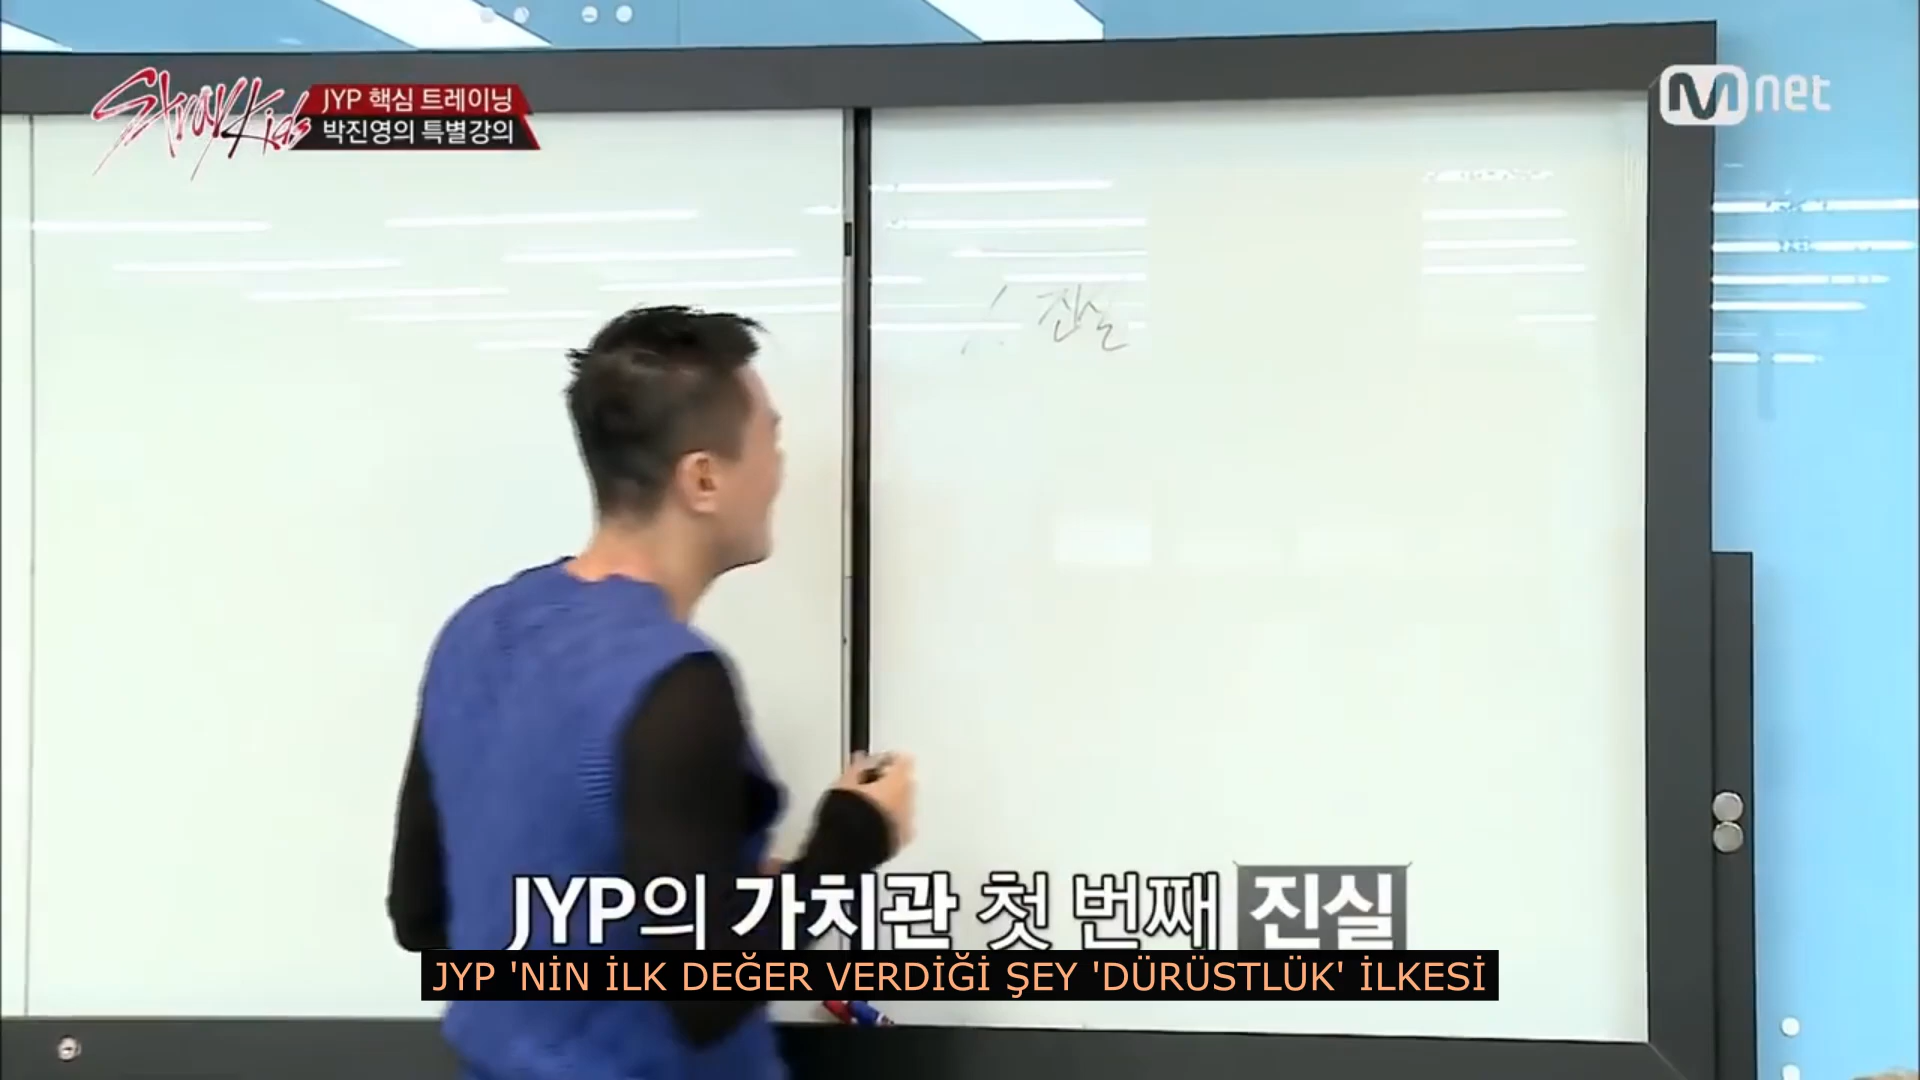 Stray Kids
JYP 핵심 트레이닝
박진영의 특별강의
Mnet
1. 진실
JYP의 가치관 첫 번째 진실
JYP 'NİN İLK DEĞER VERDİĞİ ŞEY 'DÜRÜSTLÜK' İLKESİ